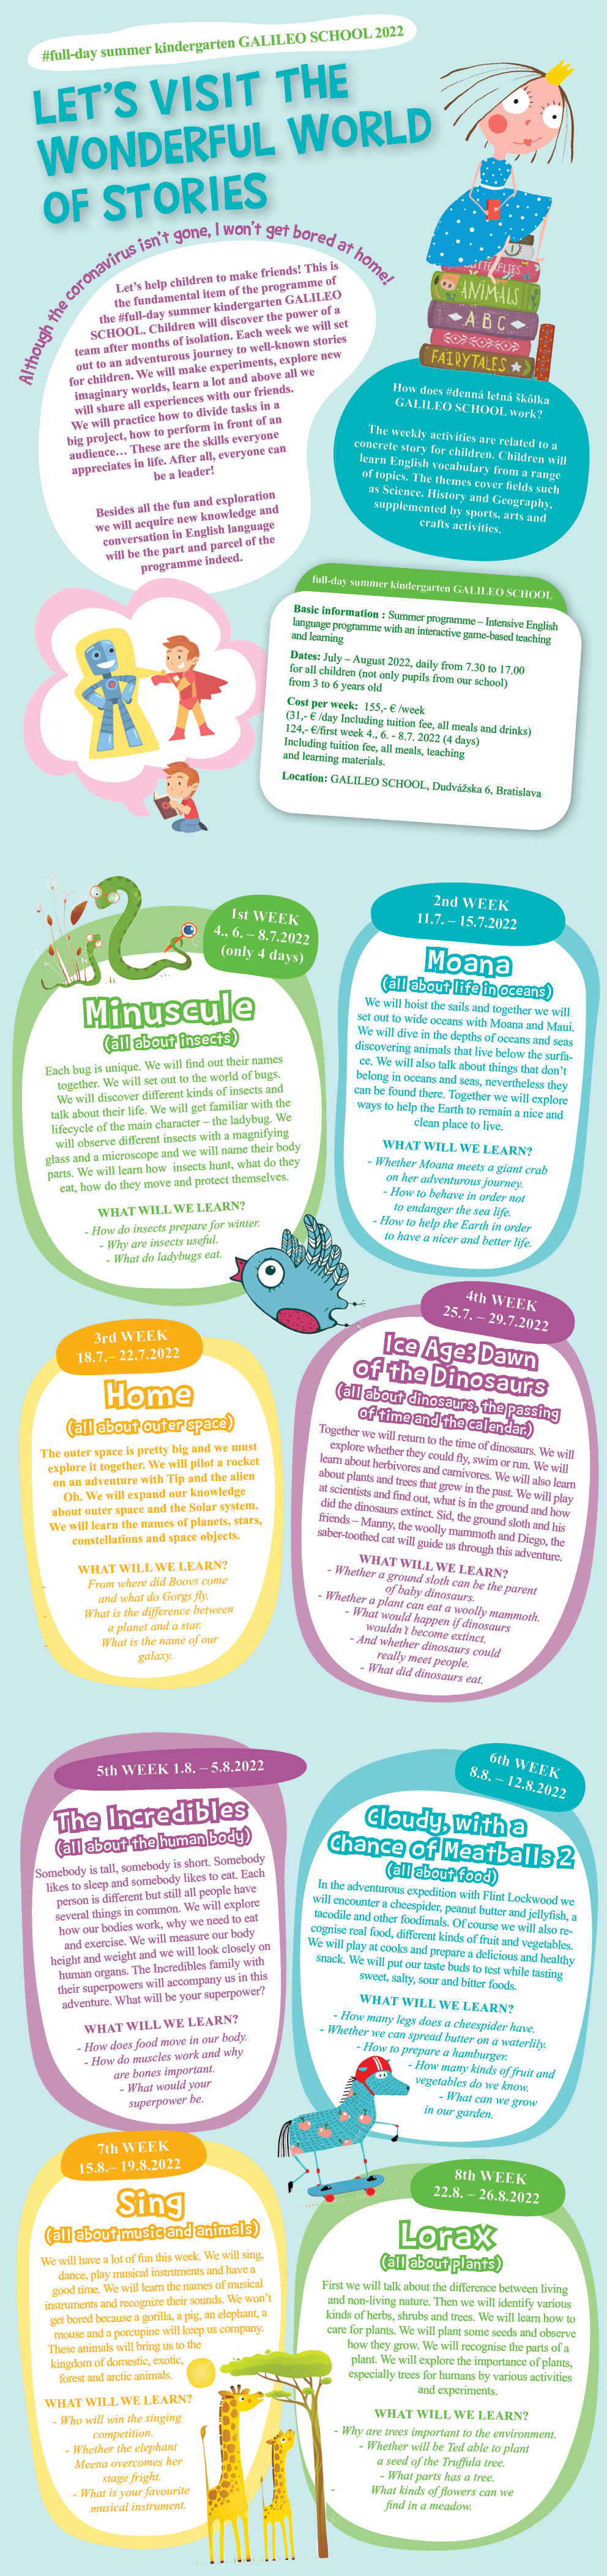 #full-day summer kindergarten GALILEO SCHOOL 2022
LET'S VISIT THE
WONDERFUL WORLD
OF STORIES
Although the coronavirus isn't gone, I won't get bored at home!
Let's help children to make friends! This is
the fundamental item of the programme of
the #full-day summer kindergarten GALILEO
SCHOOL. Children will discover the power of a
team after months of isolation. Each week we will set
out to an adventurous journey to well-known stories
for children. We will make experiments, explore new
imaginary worlds, learn a lot and above all we
will share all experiences with our friends.
We will practice how to divide tasks in a
big project, how to perform in front of an
audience… These are the skills everyone
appreciates in life. After all, everyone can
be a leader!
Besides all the fun and exploration
we will acquire new knowledge and
conversation in English language
will be the part and parcel of the
programme indeed.
ANIMALS
A B C
FAIRYTALES
How does #denná letná škôlka
GALILEO SCHOOL work?
The weekly activities are related to a
concrete story for children. Children will
learn English vocabulary from a range
of topics. The themes cover fields such
as Science, History and Geography,
supplemented by sports, arts and
crafts activities.
full-day summer kindergarten GALILEO SCHOOL
Basic information : Summer programme – Intensive English
language programme with an interactive game-based teaching
and learning
Dates: July – August 2022, daily from 7.30 to 17.00
for all children (not only pupils from our school)
from 3 to 6 years old
Cost per week: 155,- € /week
(31,- € /day Including tuition fee, all meals and drinks)
124,- €/first week 4., 6. - 8.7. 2022 (4 days)
Including tuition fee, all meals, teaching
and learning materials.
Location: GALILEO SCHOOL, Dudvážska 6, Bratislava
1st WEEK
4., 6. – 8.7.2022
(only 4 days)
Minuscule
(all about insects)
Each bug is unique. We will find out their names
together. We will set out to the world of bugs.
We will discover different kinds of insects and
talk about their life. We will get familiar with the
lifecycle of the main character – the ladybug. We
will observe different insects with a magnifying
glass and a microscope and we will name their body
parts. We will learn how insects hunt, what do they
eat, how do they move and protect themselves.
WHAT WILL WE LEARN?
- How do insects prepare for winter.
- Why are insects useful.
- What do ladybugs eat.
2nd WEEK
11.7. – 15.7.2022
Moana
(all about life in oceans)
We will hoist the sails and together we will
set out to wide oceans with Moana and Maui.
We will dive in the depths of oceans and seas
discovering animals that live below the surfa-
ce. We will also talk about things that don't
belong in oceans and seas, nevertheless they
can be found there. Together we will explore
ways to help the Earth to remain a nice and
clean place to live.
WHAT WILL WE LEARN?
- Whether Moana meets a giant crab
on her adventurous journey.
- How to behave in order not
to endanger the sea life.
- How to help the Earth in order
to have a nicer and better life.
3rd WEEK
18.7.– 22.7.2022
Home
(all about outer space)
The outer space is pretty big and we must
explore it together. We will pilot a rocket
on an adventure with Tip and the alien
Oh. We will expand our knowledge
about outer space and the Solar system.
We will learn the names of planets, stars,
constellations and space objects.
WHAT WILL WE LEARN?
- From where did Boovs come
and what do Gorgs fly.
- What is the difference between
a planet and a star.
- What is the name of our
galaxy.
4th WEEK
25.7. – 29.7.2022
Ice Age: Dawn
of the Dinosaurs
(all about dinosaurs, the passing
of time and the calendar)
Together we will return to the time of dinosaurs. We will
explore whether they could fly, swim or run. We will
learn about herbivores and carnivores. We will also learn
about plants and trees that grew in the past. We will play
at scientists and find out, what is in the ground and how
did the dinosaurs extinct. Sid, the ground sloth and his
friends – Manny, the woolly mammoth and Diego, the
saber-toothed cat will guide us through this adventure.
WHAT WILL WE LEARN?
- Whether a ground sloth can be the parent
of baby dinosaurs.
- Whether a plant can eat a woolly mammoth.
- What would happen if dinosaurs
wouldn't become extinct.
- And whether dinosaurs could
really meet people.
- What did dinosaurs eat.
5th WEEK 1.8. – 5.8.2022
The Incredibles
(all about the human body)
Somebody is tall, somebody is short. Somebody
likes to sleep and somebody likes to eat. Each
person is different but still all people have
several things in common. We will explore
how our bodies work, why we need to eat
and exercise. We will measure our body
height and weight and we will look closely on
human organs. The Incredibles family with
their superpowers will accompany us in this
adventure. What will be your superpower?
WHAT WILL WE LEARN?
- How does food move in our body.
- How do muscles work and why
are bones important.
- What would your
superpower be.
6th WEEK
8.8. – 12.8.2022
Cloudy, with a
Chance of Meatballs 2
(all about food)
In the adventurous expedition with Flint Lockwood we
will encounter a cheespider, peanut butter and jellyfish, a
tacodile and other foodimals. Of course we will also re-
cognise real food, different kinds of fruit and vegetables.
We will play at cooks and prepare a delicious and healthy
snack. We will put our taste buds to test while tasting
sweet, salty, sour and bitter foods.
WHAT WILL WE LEARN?
- How many legs does a cheespider have.
- Whether we can spread butter on a waterlily.
- How to prepare a hamburger.
- How many kinds of fruit and
vegetables do we know.
- What can we grow
in our garden.
7th WEEK
15.8.– 19.8.2022
Sing
(all about music and animals)
We will have a lot of fun this week. We will sing,
dance, play musical instruments and have a
good time. We will learn the names of musical
instruments and recognize their sounds. We won't
get bored because a gorilla, a pig, an elephant, a
mouse and a porcupine will keep us company.
These animals will bring us to the
kingdom of domestic, exotic,
forest and arctic animals.
WHAT WILL WE LEARN?
- Who will win the singing
competition.
- Whether the elephant
Meena overcomes her
stage fright.
- What is your favourite
musical instrument.
8th WEEK
22.8. – 26.8.2022
Lorax
(all about plants)
First we will talk about the difference between living
and non-living nature. Then we will identify various
kinds of herbs, shrubs and trees. We will learn how to
care for plants. We will plant some seeds and observe
how they grow. We will recognise the parts of a
plant. We will explore the importance of plants,
especially trees for humans by various activities
and experiments.
WHAT WILL WE LEARN?
- Why are trees important to the environment.
- Whether will be Ted able to plant
a seed of the Truffula tree.
- What parts has a tree.
- What kinds of flowers can we
find in a meadow.